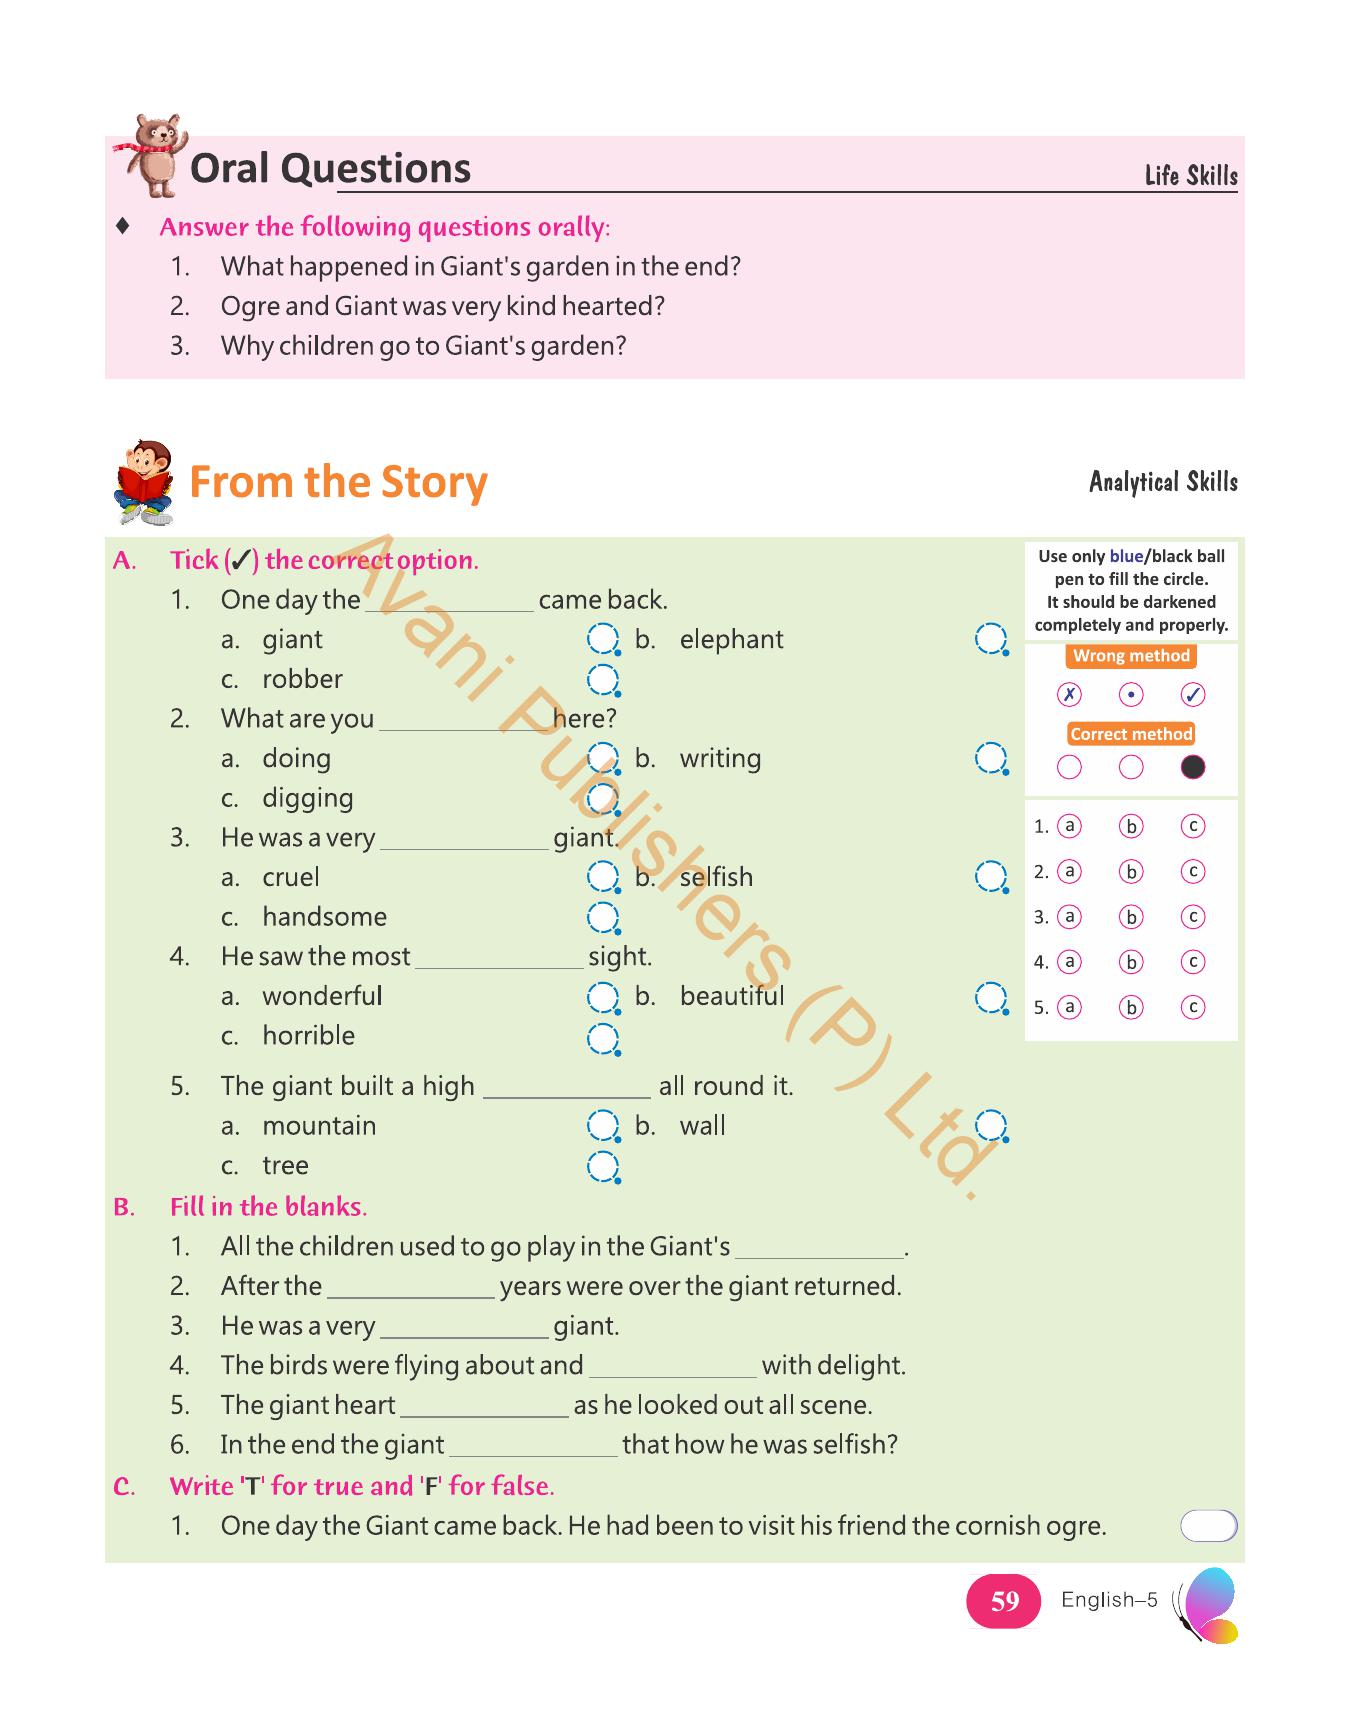 Oral Questions
Life Skills
♦ Answer the following questions orally:
1. What happened in Giant's garden in the end?
2. Ogre and Giant was very kind hearted?
3. Why children go to Giant's garden?
From the Story
Analytical Skills
A. Tick (✓) the correct option.
1. One day the ____________ came back.
a. giant b. elephant
c. robber
2. What are you ____________ here?
a. doing b. writing
c. digging
3. He was a very ____________ giant.
a. cruel b. selfish
c. handsome
4. He saw the most ____________ sight.
a. wonderful b. beautiful
c. horrible
5. The giant built a high ____________ all round it.
a. mountain b. wall
c. tree
Use only blue/black ball
pen to fill the circle.
It should be darkened
completely and properly.
Wrong method
✗ • ✓
Correct method
1. a b c
2. a b c
3. a b c
4. a b c
5. a b c
B. Fill in the blanks.
1. All the children used to go play in the Giant's ____________.
2. After the ____________ years were over the giant returned.
3. He was a very ____________ giant.
4. The birds were flying about and ____________ with delight.
5. The giant heart ____________ as he looked out all scene.
6. In the end the giant ____________ that how he was selfish?
C. Write 'T' for true and 'F' for false.
1. One day the Giant came back. He had been to visit his friend the cornish ogre.
59 English–5
Avani Publishers (P) Ltd.